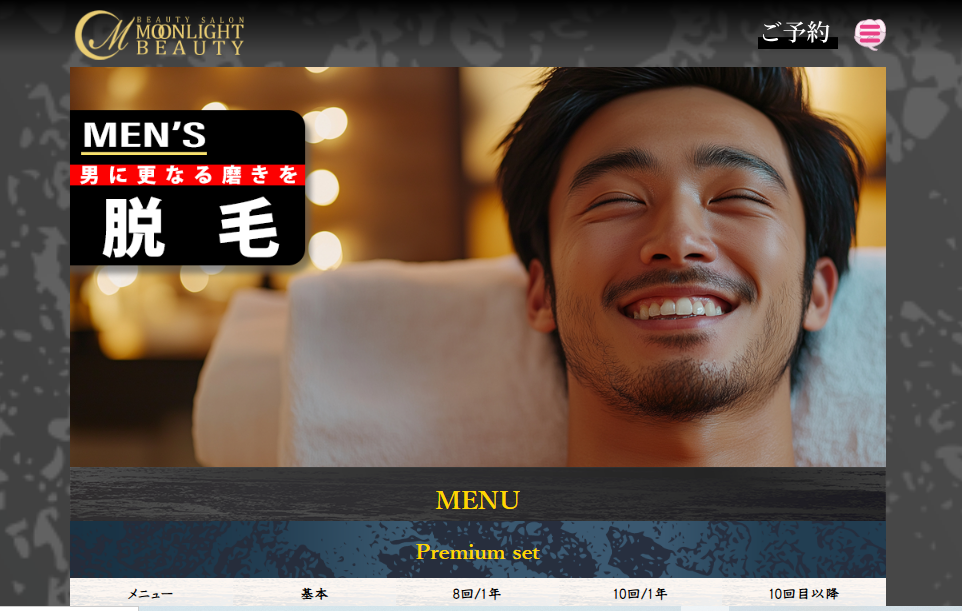 BEAUTY SALON
MOONLIGHT
BEAUTY
ご予約
MEN'S
男に更なる磨きを
脱 毛
MENU
Premium set
メニュー 基本 8回/1年 10回/1年 10回目以降